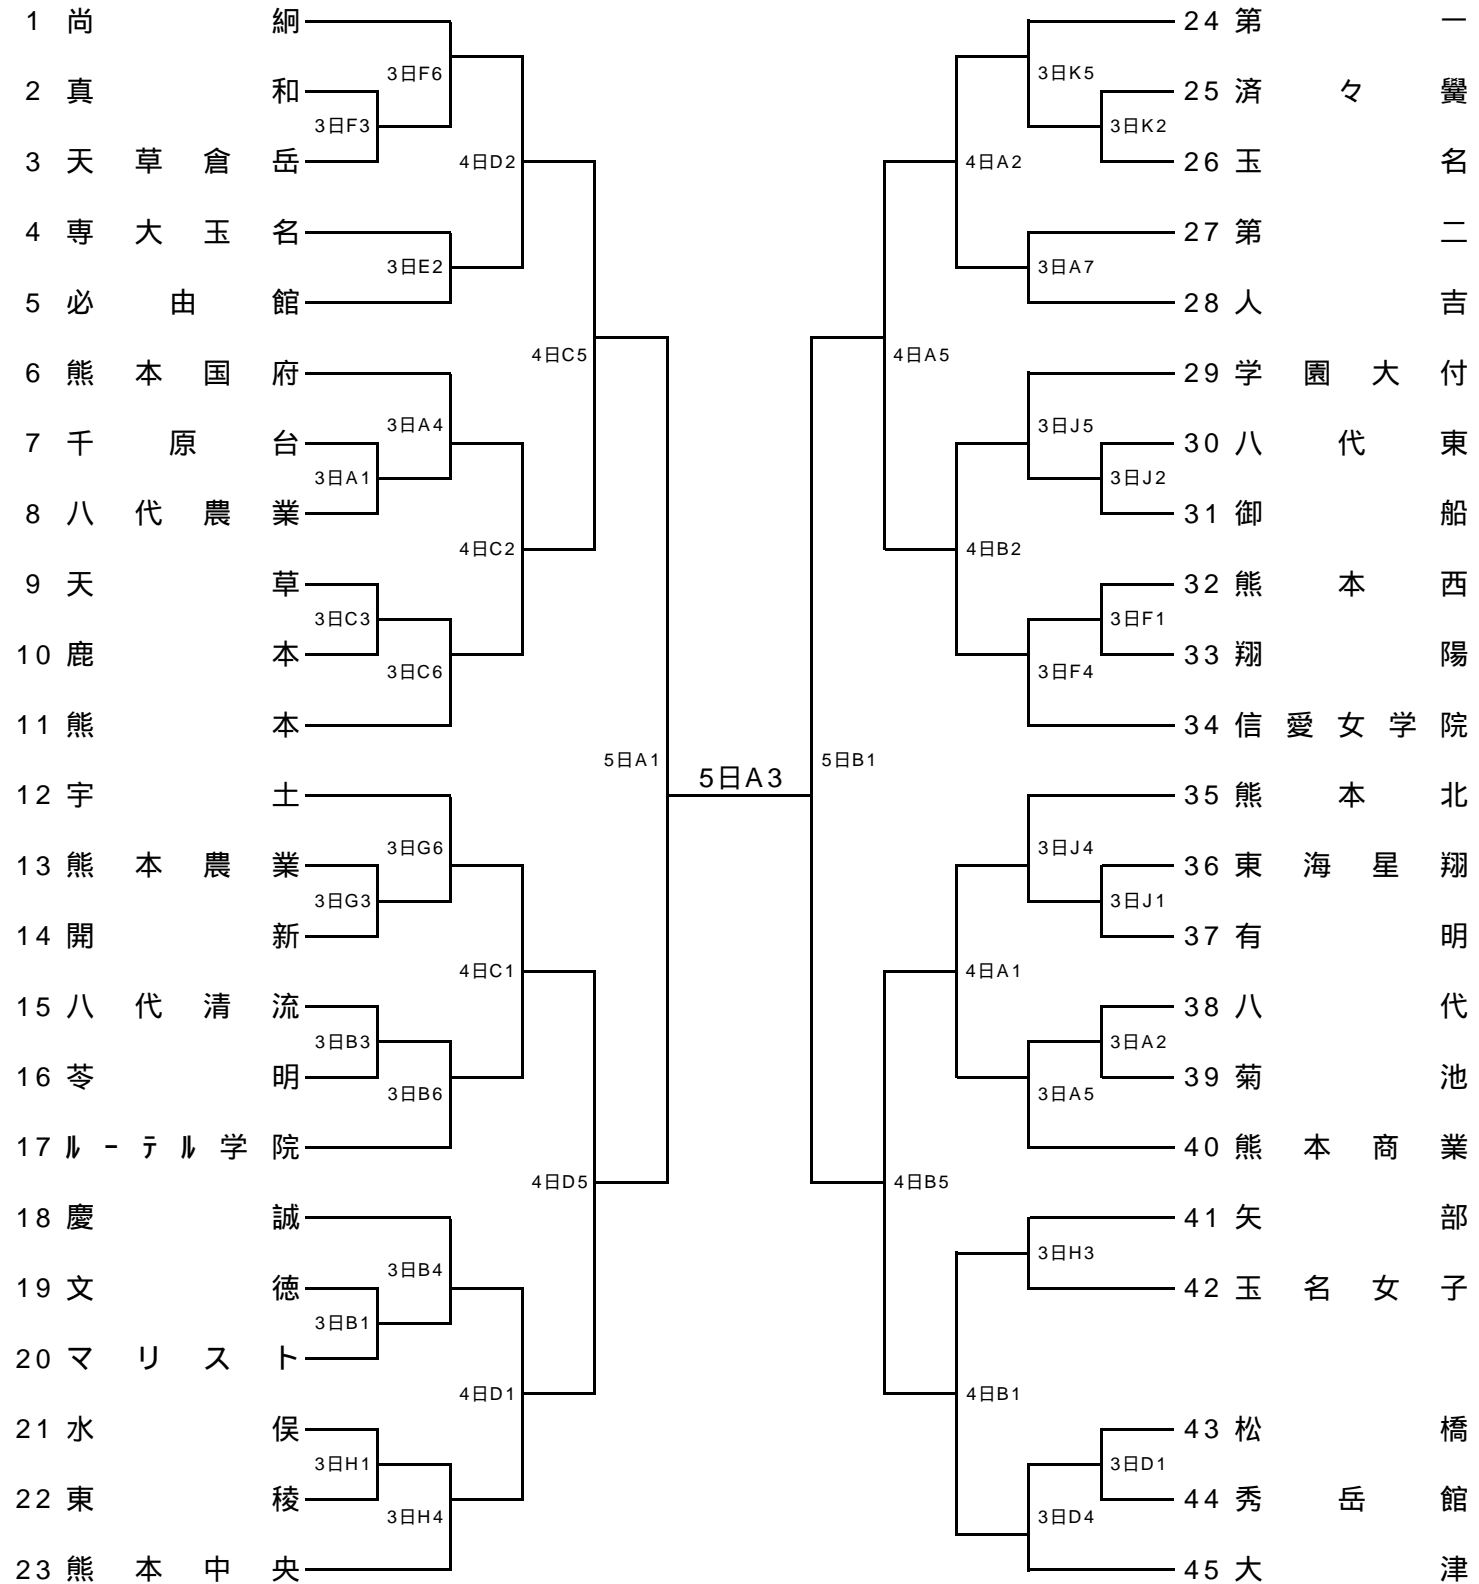 1 尚絅
3日F6
2 真和
3日F3
3 天草倉岳
4日D2
4 専大玉名
3日E2
5 必由館
4日C5
6 熊本国府
3日A4
7 千原台
3日A1
8 八代農業
4日C2
9 天草
3日C3
10 鹿本
3日C6
11 熊本
5日A1
12 宇土
3日G6
13 熊本農業
3日G3
14 開新
4日C1
15 八代清流
3日B3
16 苓明
3日B6
17 ﾙｰﾃﾙ学院
4日D5
18 慶誠
3日B4
19 文徳
3日B1
20 マリスト
4日D1
21 水俣
3日H1
22 東稜
3日H4
23 熊本中央
5日A3
24 第一
3日K5
25 済々黌
3日K2
26 玉名
4日A2
27 第二
3日A7
28 人吉
4日A5
29 学園大付
3日J5
30 八代東
3日J2
31 御船
4日B2
32 熊本西
3日F1
33 翔陽
3日F4
34 信愛女学院
5日B1
35 熊本北
3日J4
36 東海星翔
3日J1
37 有明
4日A1
38 八代
3日A2
39 菊池
3日A5
40 熊本商業
4日B5
41 矢部
3日H3
42 玉名女子
4日B1
43 松橋
3日D1
44 秀岳館
3日D4
45 大津